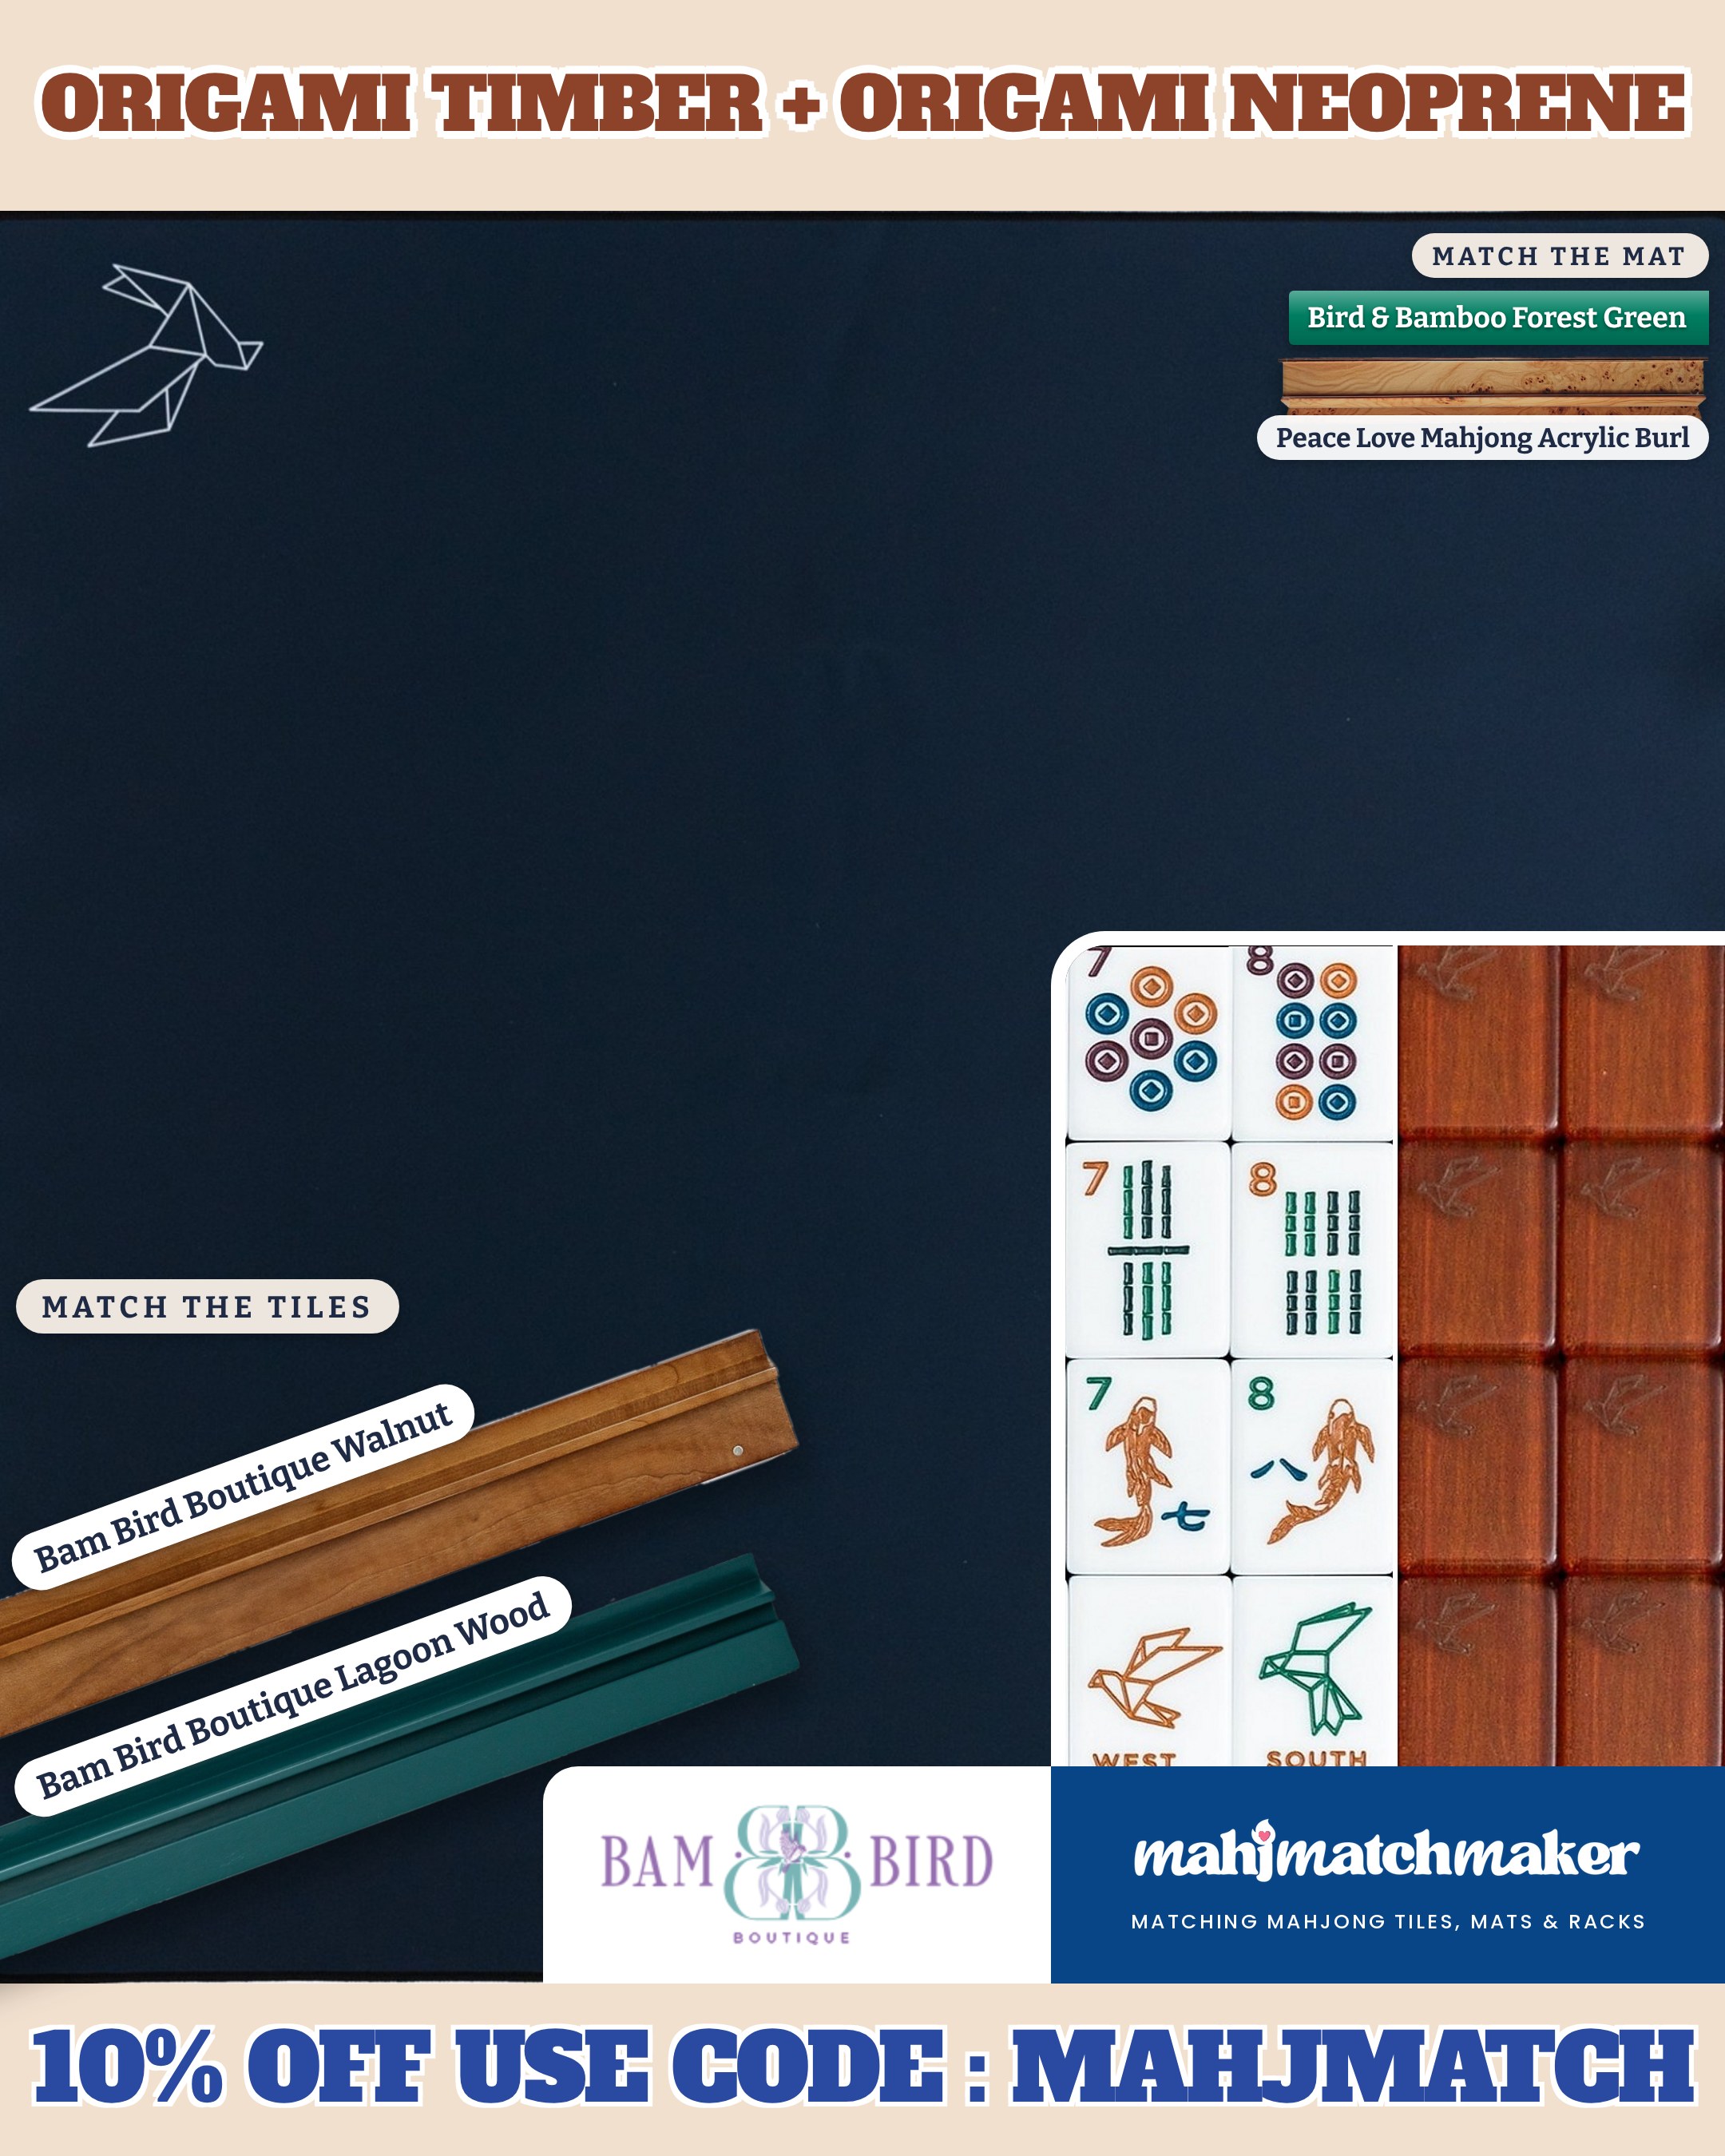 ORIGAMI TIMBER + ORIGAMI NEOPRENE
MATCH THE MAT
Bird & Bamboo Forest Green
Peace Love Mahjong Acrylic Burl
7 8
7 8
7 8
七 八
WEST SOUTH
MATCH THE TILES
Bam Bird Boutique Walnut
Bam Bird Boutique Lagoon Wood
BAM BIRD
BOUTIQUE
mahjmatchmaker
MATCHING MAHJONG TILES, MATS & RACKS
10% OFF USE CODE : MAHJMATCH